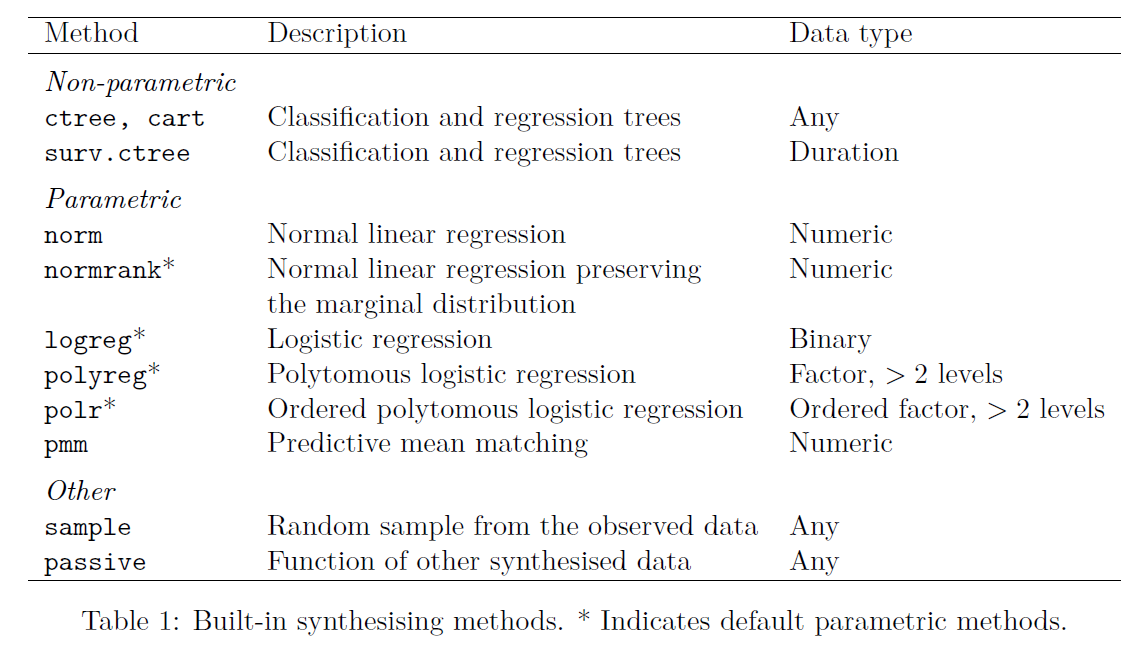 Method Description Data type
Non-parametric
ctree, cart Classification and regression trees Any
surv.ctree Classification and regression trees Duration
Parametric
norm Normal linear regression Numeric
normrank* Normal linear regression preserving Numeric
the marginal distribution
logreg* Logistic regression Binary
polyreg* Polytomous logistic regression Factor, > 2 levels
polr* Ordered polytomous logistic regression Ordered factor, > 2 levels
pmm Predictive mean matching Numeric
Other
sample Random sample from the observed data Any
passive Function of other synthesised data Any
Table 1: Built-in synthesising methods. * Indicates default parametric methods.